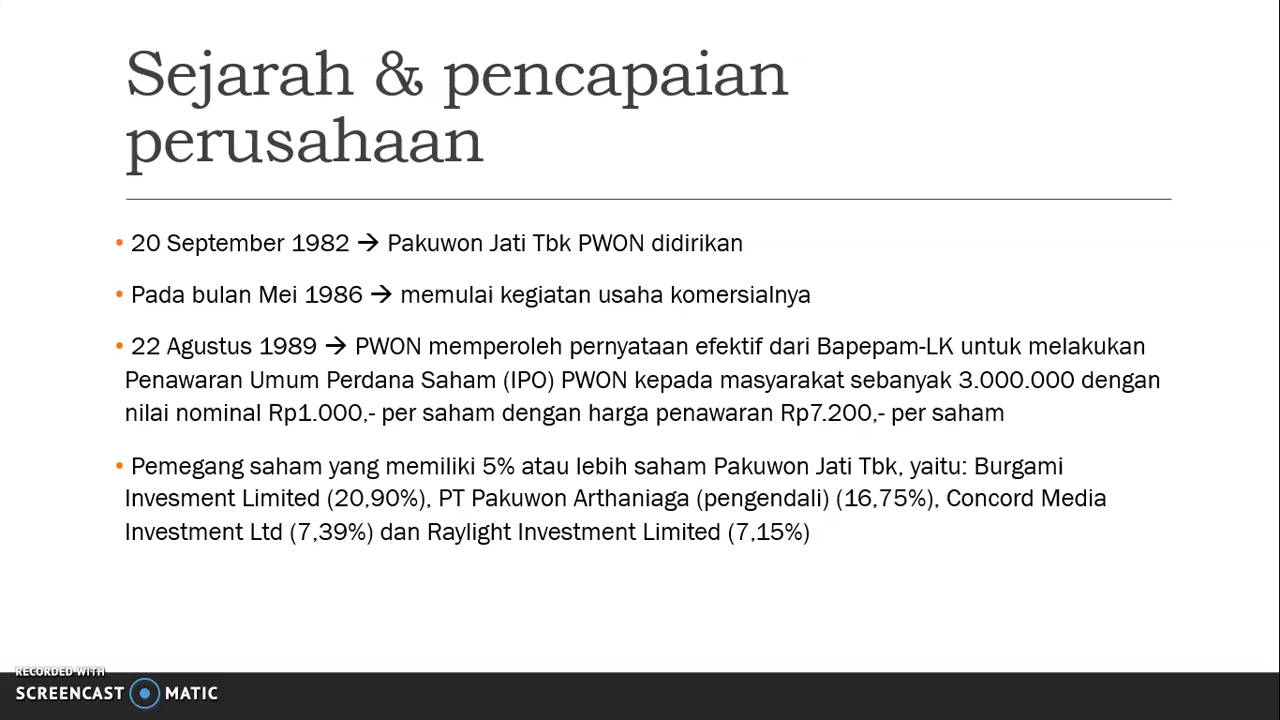 Sejarah & pencapaian
perusahaan
• 20 September 1982 → Pakuwon Jati Tbk PWON didirikan
• Pada bulan Mei 1986 → memulai kegiatan usaha komersialnya
• 22 Agustus 1989 → PWON memperoleh pernyataan efektif dari Bapepam-LK untuk melakukan
Penawaran Umum Perdana Saham (IPO) PWON kepada masyarakat sebanyak 3.000.000 dengan
nilai nominal Rp1.000,- per saham dengan harga penawaran Rp7.200,- per saham
• Pemegang saham yang memiliki 5% atau lebih saham Pakuwon Jati Tbk, yaitu: Burgami
Invesment Limited (20,90%), PT Pakuwon Arthaniaga (pengendali) (16,75%), Concord Media
Investment Ltd (7,39%) dan Raylight Investment Limited (7,15%)
RECORDED WITH
SCREENCAST MATIC